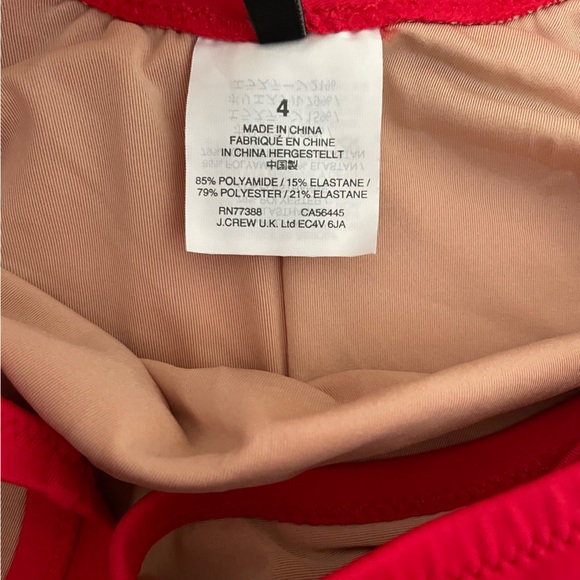 4
MADE IN CHINA
FABRIQUÉ EN CHINE
IN CHINA HERGESTELLT
中国製
85% POLYAMIDE / 15% ELASTANE /
79% POLYESTER / 21% ELASTANE
RN77388 CA56445
J.CREW U.K. Ltd EC4V 6JA